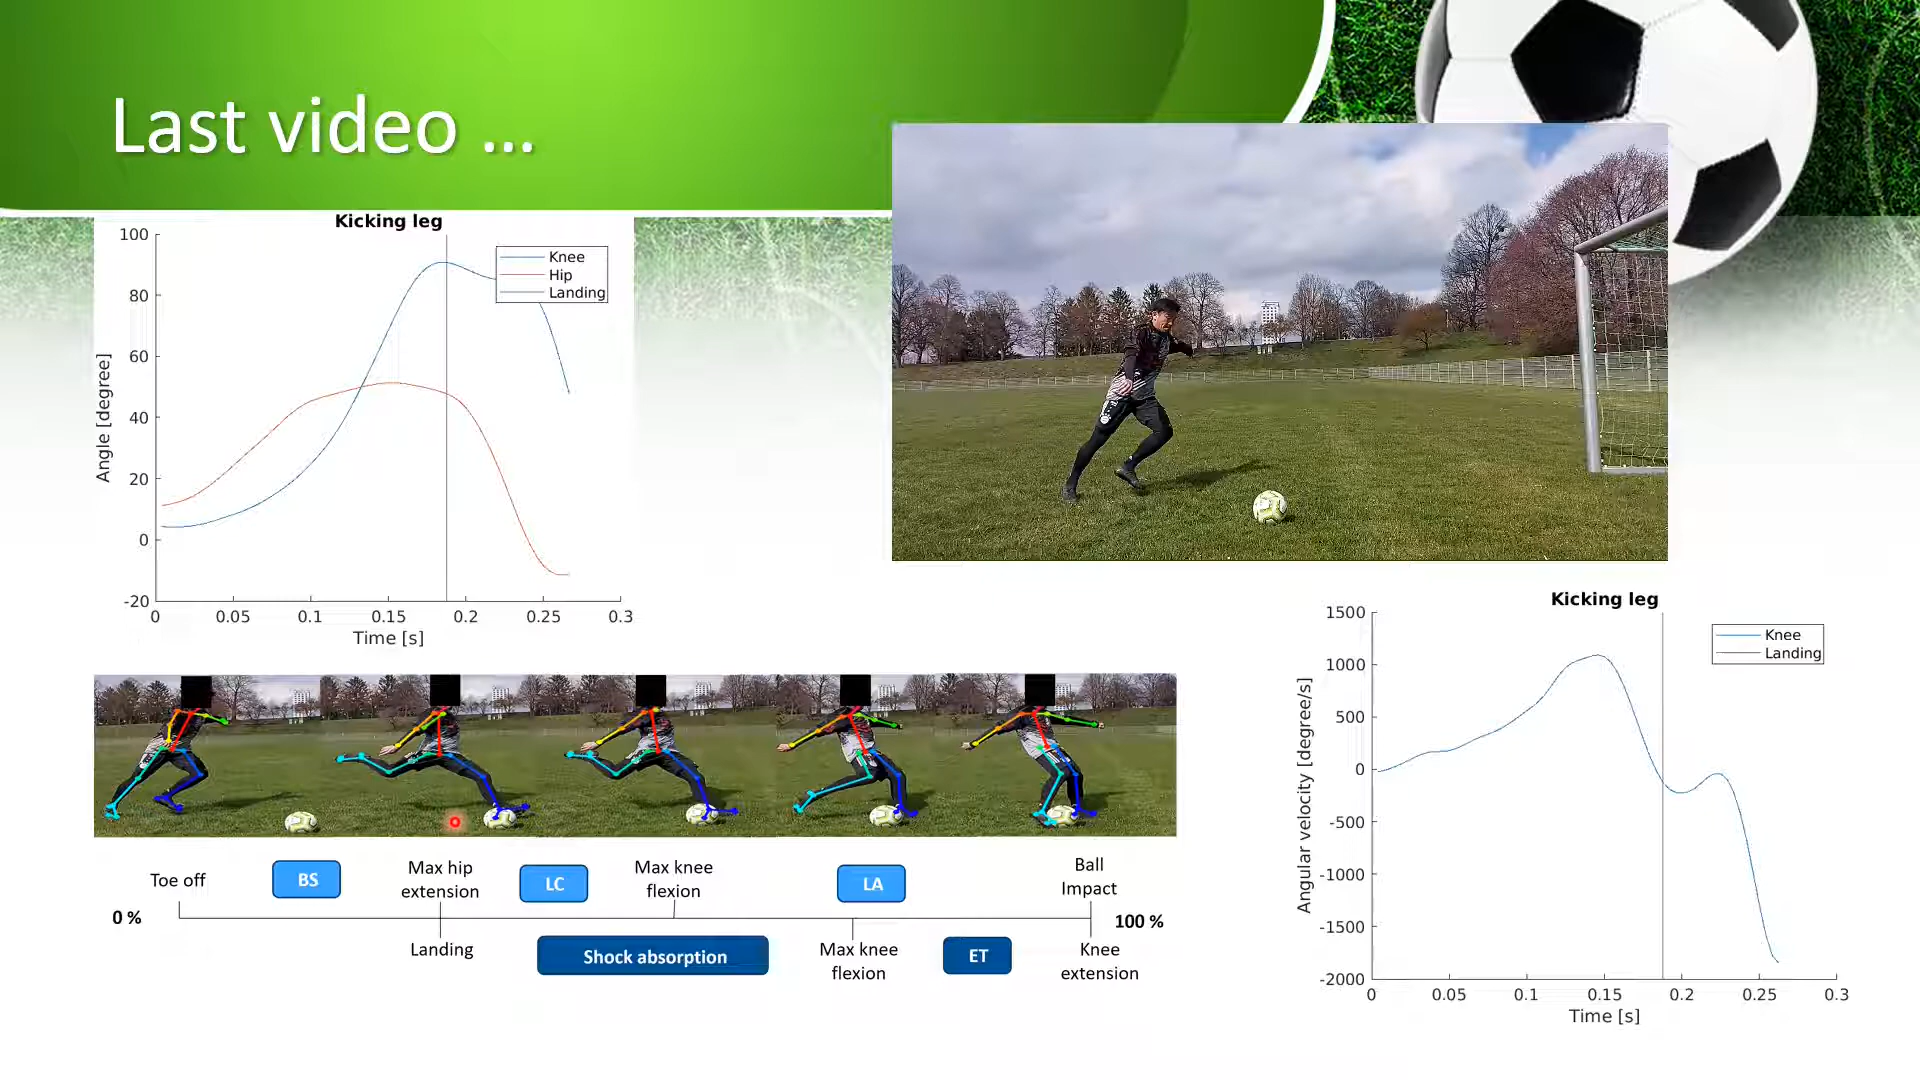 Last video ...
Kicking leg
100
80
60
40
20
0
-20
Angle [degree]
Knee
Hip
Landing
0 0.05 0.1 0.15 0.2 0.25 0.3
Time [s]
Kicking leg
1500
1000
500
0
-500
-1000
-1500
-2000
Angular velocity [degree/s]
Knee
Landing
0 0.05 0.1 0.15 0.2 0.25 0.3
Time [s]
Toe off
BS
Max hip
extension
LC
Max knee
flexion
LA
Ball
Impact
0 %
100 %
Landing
Shock absorption
Max knee
flexion
ET
Knee
extension